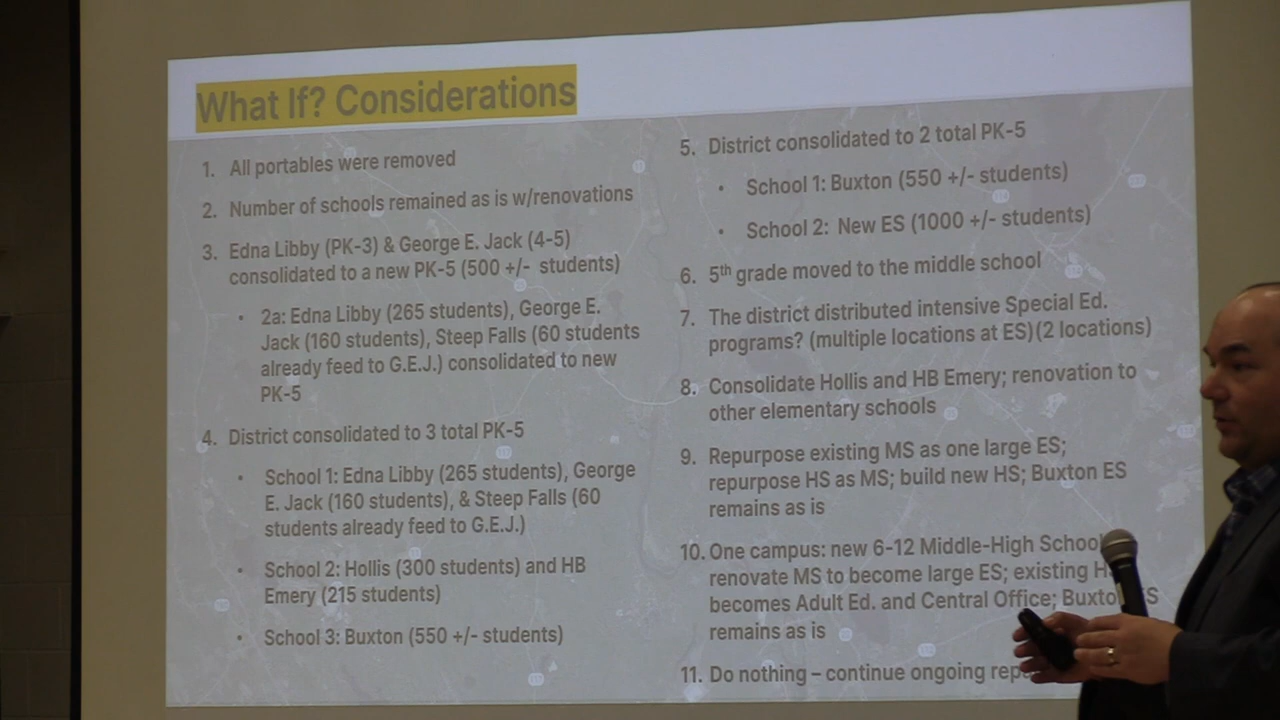 What If? Considerations
1. All portables were removed
2. Number of schools remained as is w/renovations
3. Edna Libby (PK-3) & George E. Jack (4-5)
consolidated to a new PK-5 (500 +/- students)
• 2a: Edna Libby (265 students), George E.
Jack (160 students), Steep Falls (60 students
already feed to G.E.J.) consolidated to new
PK-5
4. District consolidated to 3 total PK-5
• School 1: Edna Libby (265 students), George
E. Jack (160 students), & Steep Falls (60
students already feed to G.E.J.)
• School 2: Hollis (300 students) and HB
Emery (215 students)
• School 3: Buxton (550 +/- students)
5. District consolidated to 2 total PK-5
• School 1: Buxton (550 +/- students)
• School 2: New ES (1000 +/- students)
6. 5th grade moved to the middle school
7. The district distributed intensive Special Ed.
programs? (multiple locations at ES)(2 locations)
8. Consolidate Hollis and HB Emery; renovation to
other elementary schools
9. Repurpose existing MS as one large ES;
repurpose HS as MS; build new HS; Buxton ES
remains as is
10. One campus: new 6-12 Middle-High School
renovate MS to become large ES; existing
becomes Adult Ed. and Central Office;
remains as is
11. Do nothing – continue ongoing